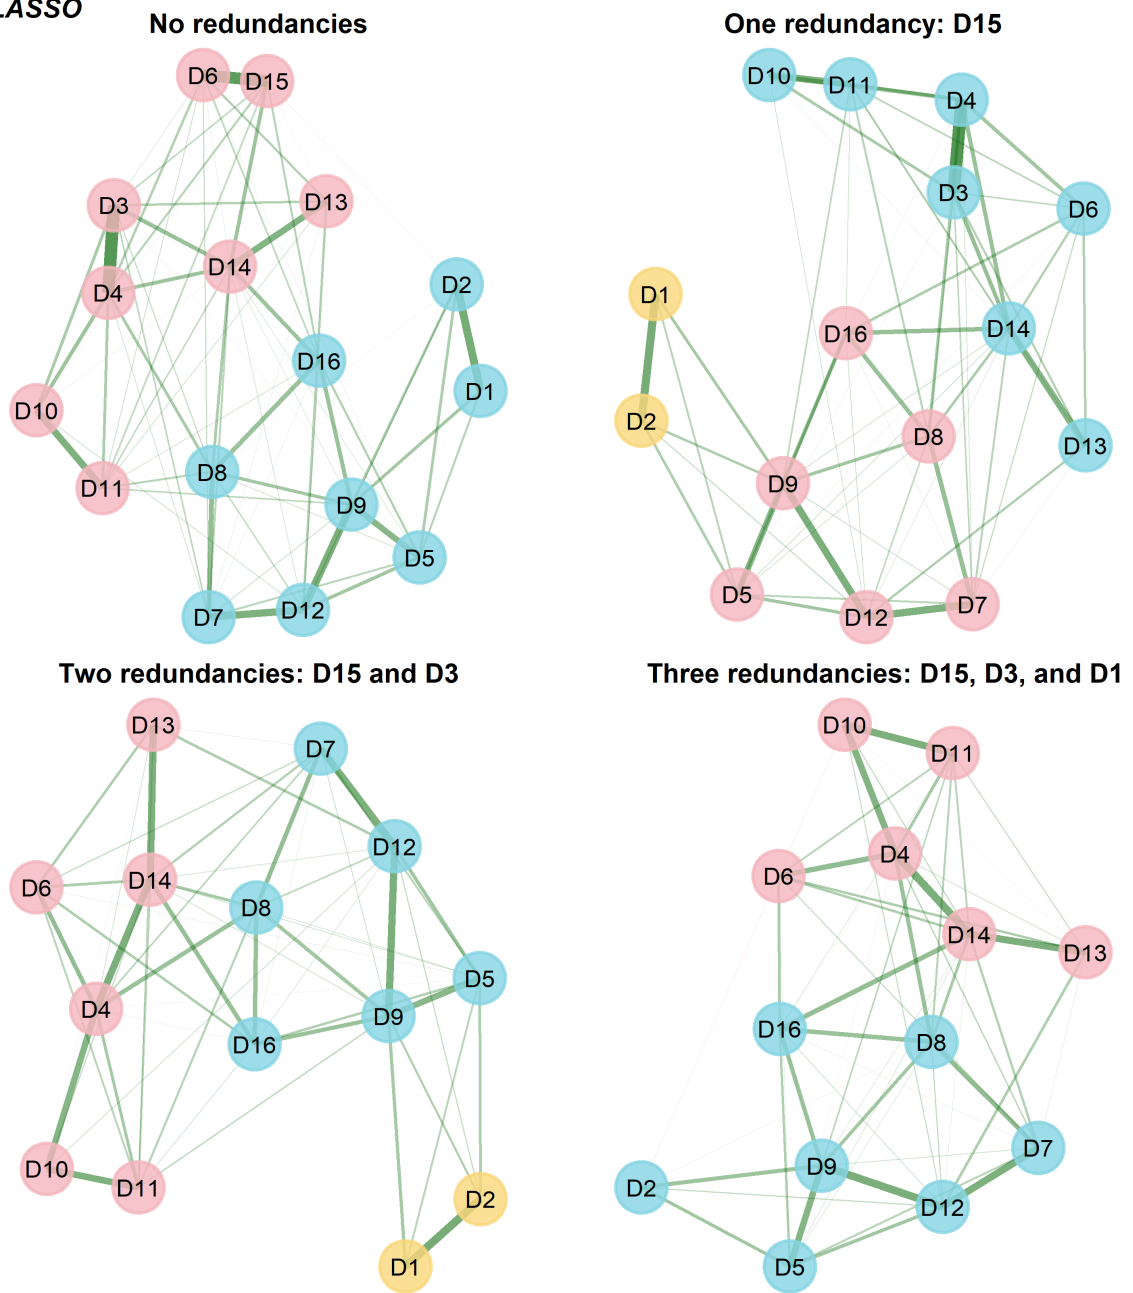 LASSO
No redundancies
One redundancy: D15
D6
D15
D3
D13
D14
D4
D2
D16
D1
D10
D8
D11
D9
D5
D7
D12
D10
D11
D4
D3
D6
D1
D16
D14
D2
D8
D13
D9
D5
D12
D7
Two redundancies: D15 and D3
Three redundancies: D15, D3, and D1
D13
D7
D12
D6
D14
D8
D5
D4
D9
D16
D10
D11
D2
D1
D10
D11
D4
D6
D14
D13
D16
D8
D7
D9
D2
D12
D5